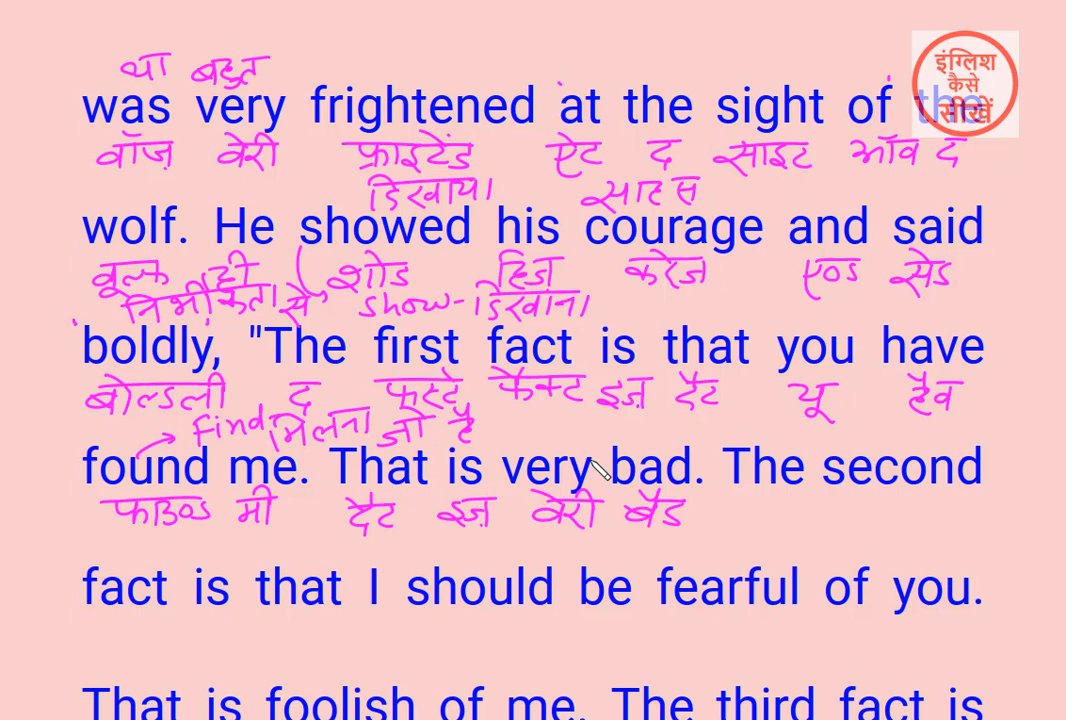 था बहुत
was very frightened at the sight of the
वॉज़ वेरी फ्राइटेंड ऐट द साइट ऑव द
दिखाया साहस
wolf. He showed his courage and said
वूल्फ ही शोड हिज़ करेज एण्ड सेड
निर्भीकता से show-दिखाना
boldly, "The first fact is that you have
बोल्डली द फर्स्ट फैक्ट इज़ दैट यू हैव
find मिलना जो है
found me. That is very bad. The second
फाउण्ड मी दैट इज़ वेरी बैड
fact is that I should be fearful of you.
That is foolish of me. The third fact is
इंग्लिश
कैसे
सीखें